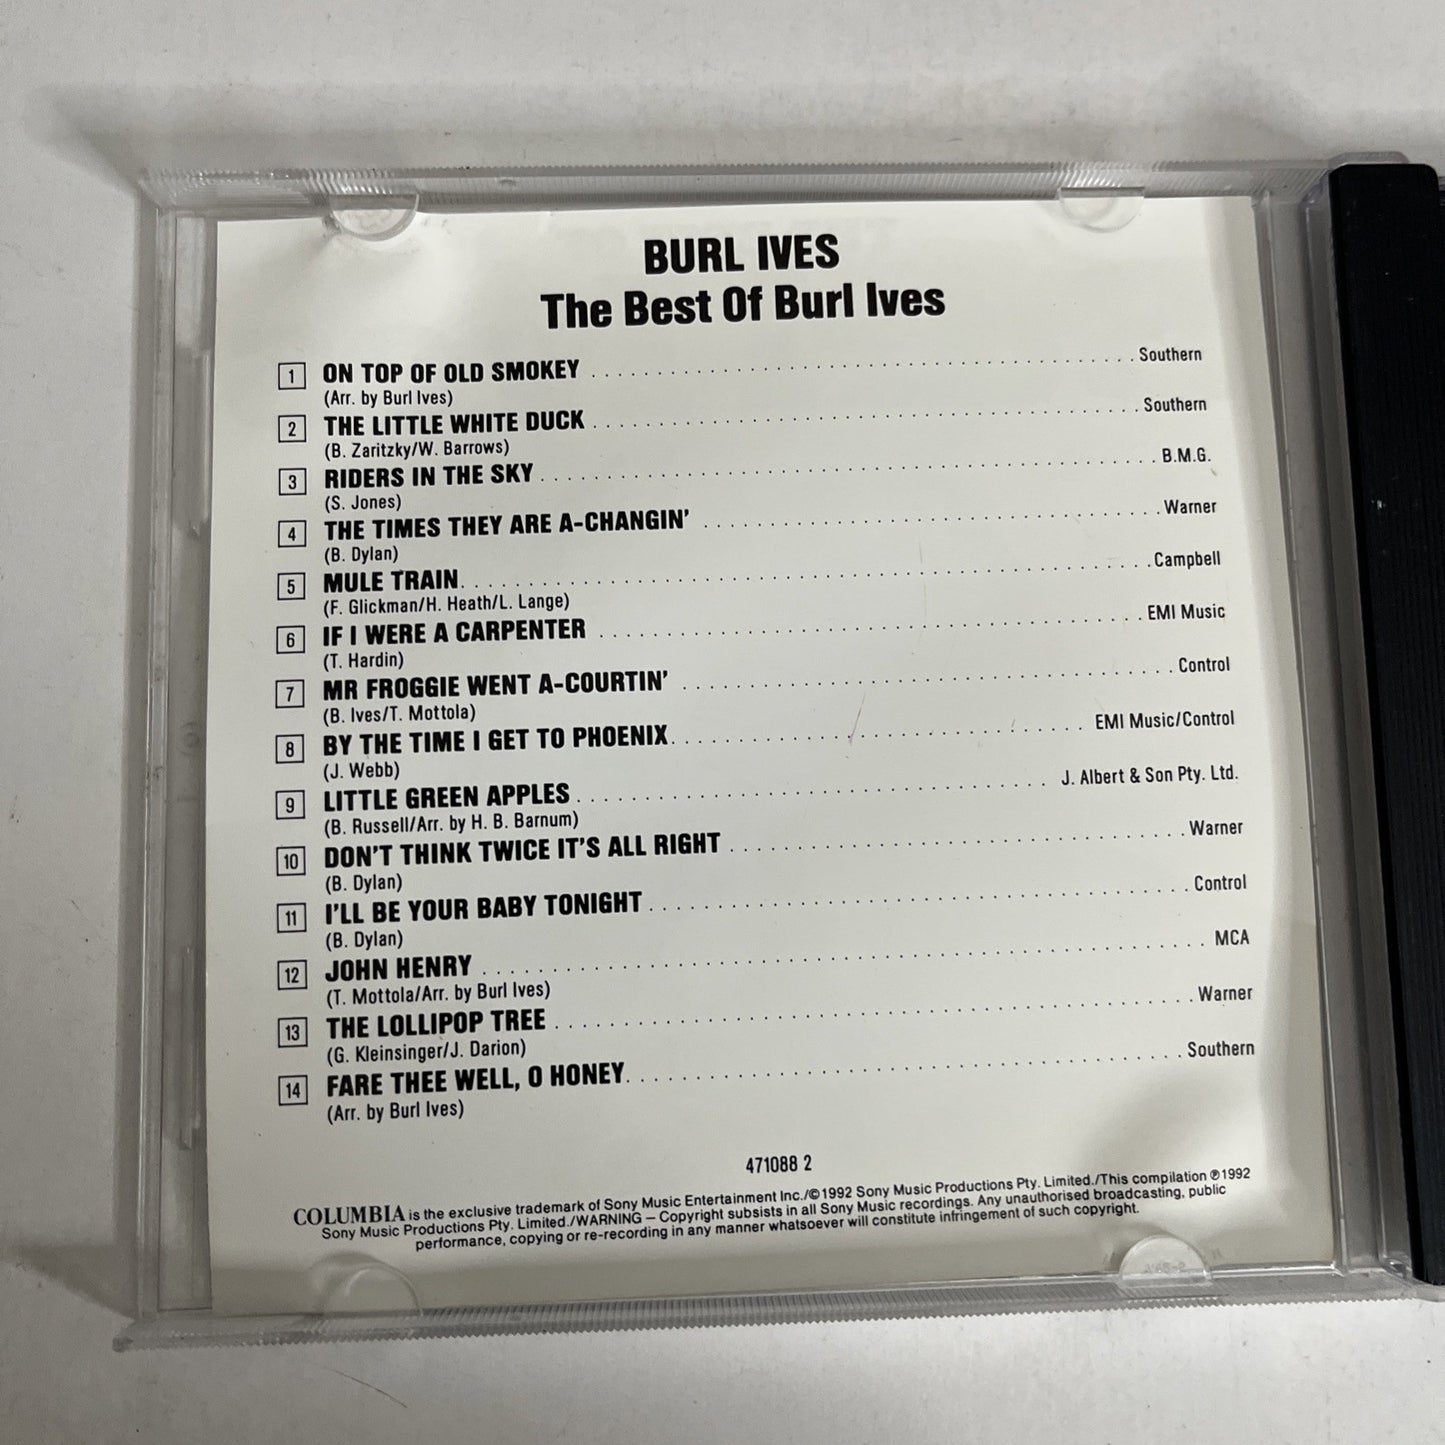 BURL IVES
The Best Of Burl Ives
1 ON TOP OF OLD SMOKEY . . . . . . . . . . . . . . . . . . . . Southern
(Arr. by Burl Ives)
2 THE LITTLE WHITE DUCK . . . . . . . . . . . . . . . . . . . . Southern
(B. Zaritzky/W. Barrows)
3 RIDERS IN THE SKY . . . . . . . . . . . . . . . . . . . . B.M.G.
(S. Jones)
4 THE TIMES THEY ARE A-CHANGIN' . . . . . . . . . . . . . . . . . . . . Warner
(B. Dylan)
5 MULE TRAIN . . . . . . . . . . . . . . . . . . . . Campbell
(F. Glickman/H. Heath/L. Lange)
6 IF I WERE A CARPENTER . . . . . . . . . . . . . . . . . . . . EMI Music
(T. Hardin)
7 MR FROGGIE WENT A-COURTIN' . . . . . . . . . . . . . . . . . . . . Control
(B. Ives/T. Mottola)
8 BY THE TIME I GET TO PHOENIX . . . . . . . . . . . . . . . . . . . . EMI Music/Control
(J. Webb)
9 LITTLE GREEN APPLES . . . . . . . . . . . . . . . . . . . . J. Albert & Son Pty. Ltd.
(B. Russell/Arr. by H. B. Barnum)
10 DON'T THINK TWICE IT'S ALL RIGHT . . . . . . . . . . . . . . . . . . . . Warner
(B. Dylan)
11 I'LL BE YOUR BABY TONIGHT . . . . . . . . . . . . . . . . . . . . Control
(B. Dylan)
12 JOHN HENRY . . . . . . . . . . . . . . . . . . . . MCA
(T. Mottola/Arr. by Burl Ives)
13 THE LOLLIPOP TREE . . . . . . . . . . . . . . . . . . . . Warner
(G. Kleinsinger/J. Darion)
14 FARE THEE WELL, O HONEY . . . . . . . . . . . . . . . . . . . . Southern
(Arr. by Burl Ives)
471088 2
COLUMBIA is the exclusive trademark of Sony Music Entertainment Inc./©1992 Sony Music Productions Pty. Limited./This compilation ℗1992
Sony Music Productions Pty. Limited./WARNING – Copyright subsists in all Sony Music recordings. Any unauthorised broadcasting, public
performance, copying or re-recording in any manner whatsoever will constitute infringement of such copyright.